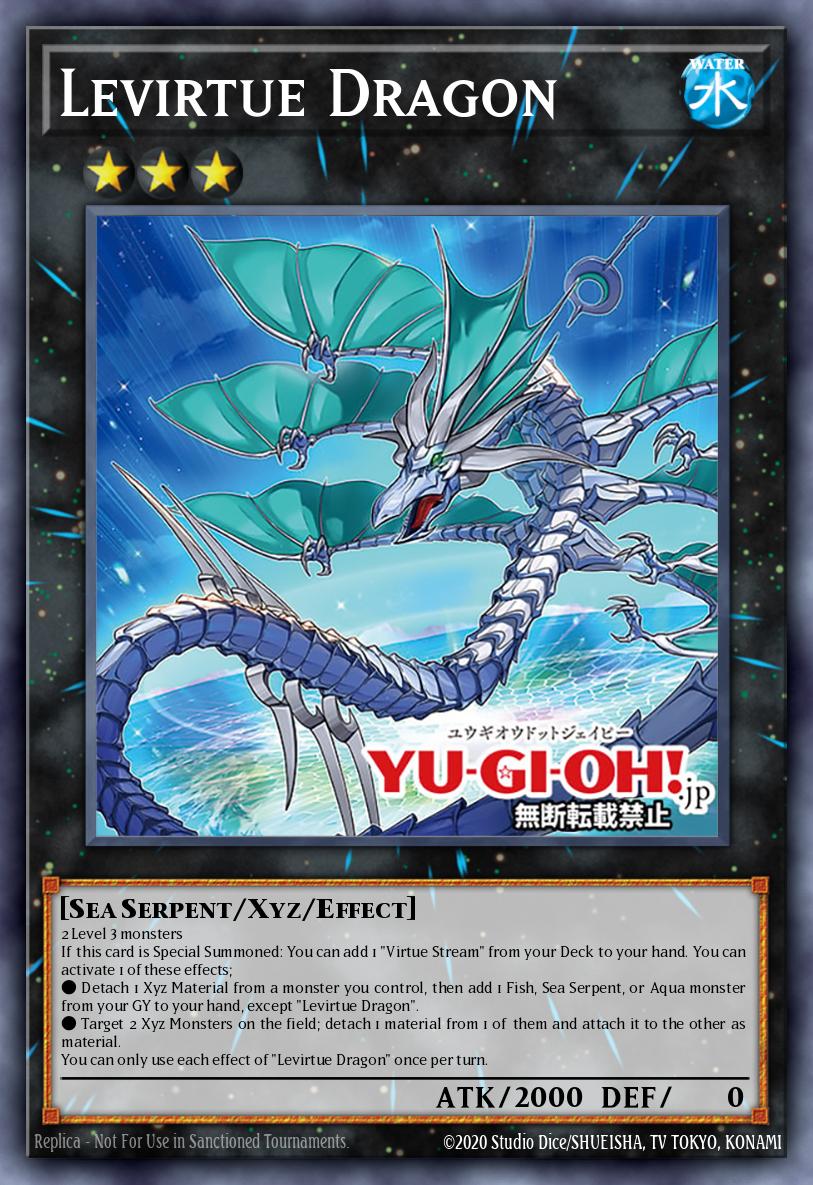 Levirtue Dragon
WATER
水
ユウギオウドットジェイピー
YU-GI-OH!.jp
無断転載禁止
[Sea Serpent/Xyz/Effect]
2 Level 3 monsters
If this card is Special Summoned: You can add 1 "Virtue Stream" from your Deck to your hand. You can
activate 1 of these effects;
● Detach 1 Xyz Material from a monster you control, then add 1 Fish, Sea Serpent, or Aqua monster
from your GY to your hand, except "Levirtue Dragon".
● Target 2 Xyz Monsters on the field; detach 1 material from 1 of them and attach it to the other as
material.
You can only use each effect of "Levirtue Dragon" once per turn.
ATK/2000 DEF/ 0
Replica - Not For Use in Sanctioned Tournaments.
©2020 Studio Dice/SHUEISHA, TV TOKYO, KONAMI